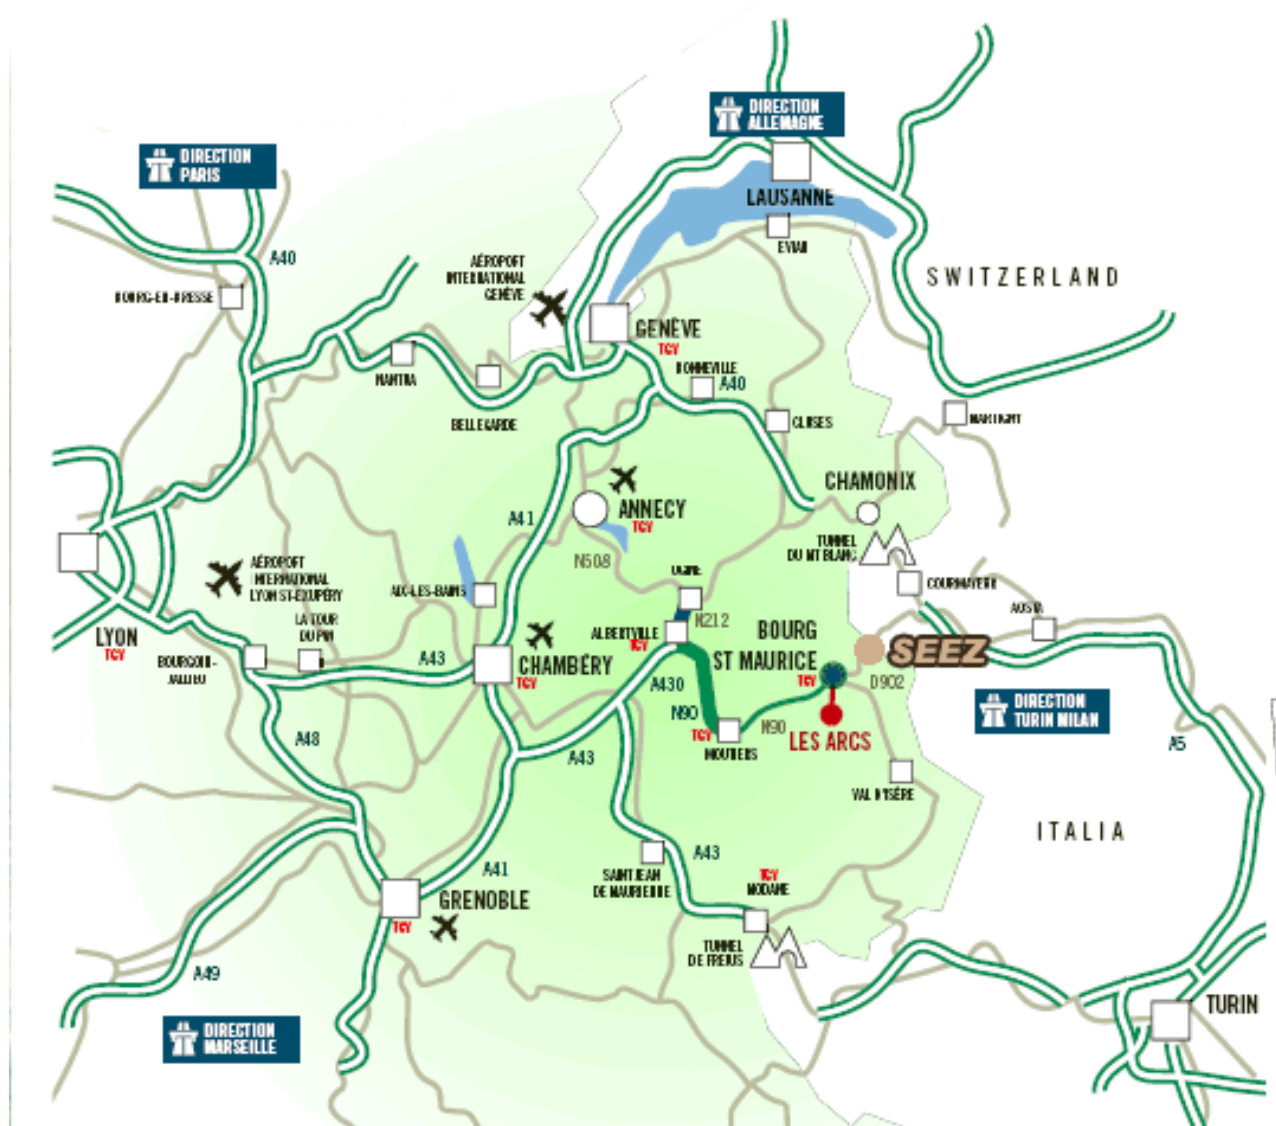 DIRECTION
ALLEMAGNE
DIRECTION
PARIS
LAUSANNE
EVIAN
A40
AÉROPORT
INTERNATIONAL
GENÈVE
SWITZERLAND
BOURG-EN-BRESSE
GENÈVE
TGV
BONNEVILLE
A40
NANTUA
BELLEGARDE
CLUSES
MARTIGNY
CHAMONIX
ANNECY
TGV
A41
TUNNEL
DU MT BLANC
N508
UGINE
COURMAYEUR
AÉROPORT
INTERNATIONAL
LYON ST-EXUPÉRY
AIX-LES-BAINS
AOSTA
LA TOUR
DU PIN
N212
LYON
TGV
ALBERTVILLE
TGV
BOURG
ST MAURICE
TGV
SEEZ
BOURGOIN-
JALLIEU
A43
CHAMBÉRY
TGV
A430
D902
N90
DIRECTION
TURIN MILAN
TGV
N90
LES ARCS
A48
A43
MOUTIERS
A5
VAL D'ISÈRE
ITALIA
A43
A41
SAINT JEAN
DE MAURIENNE
TGV
MODANE
GRENOBLE
TGV
TUNNEL
DE FREJUS
A49
TURIN
DIRECTION
MARSEILLE